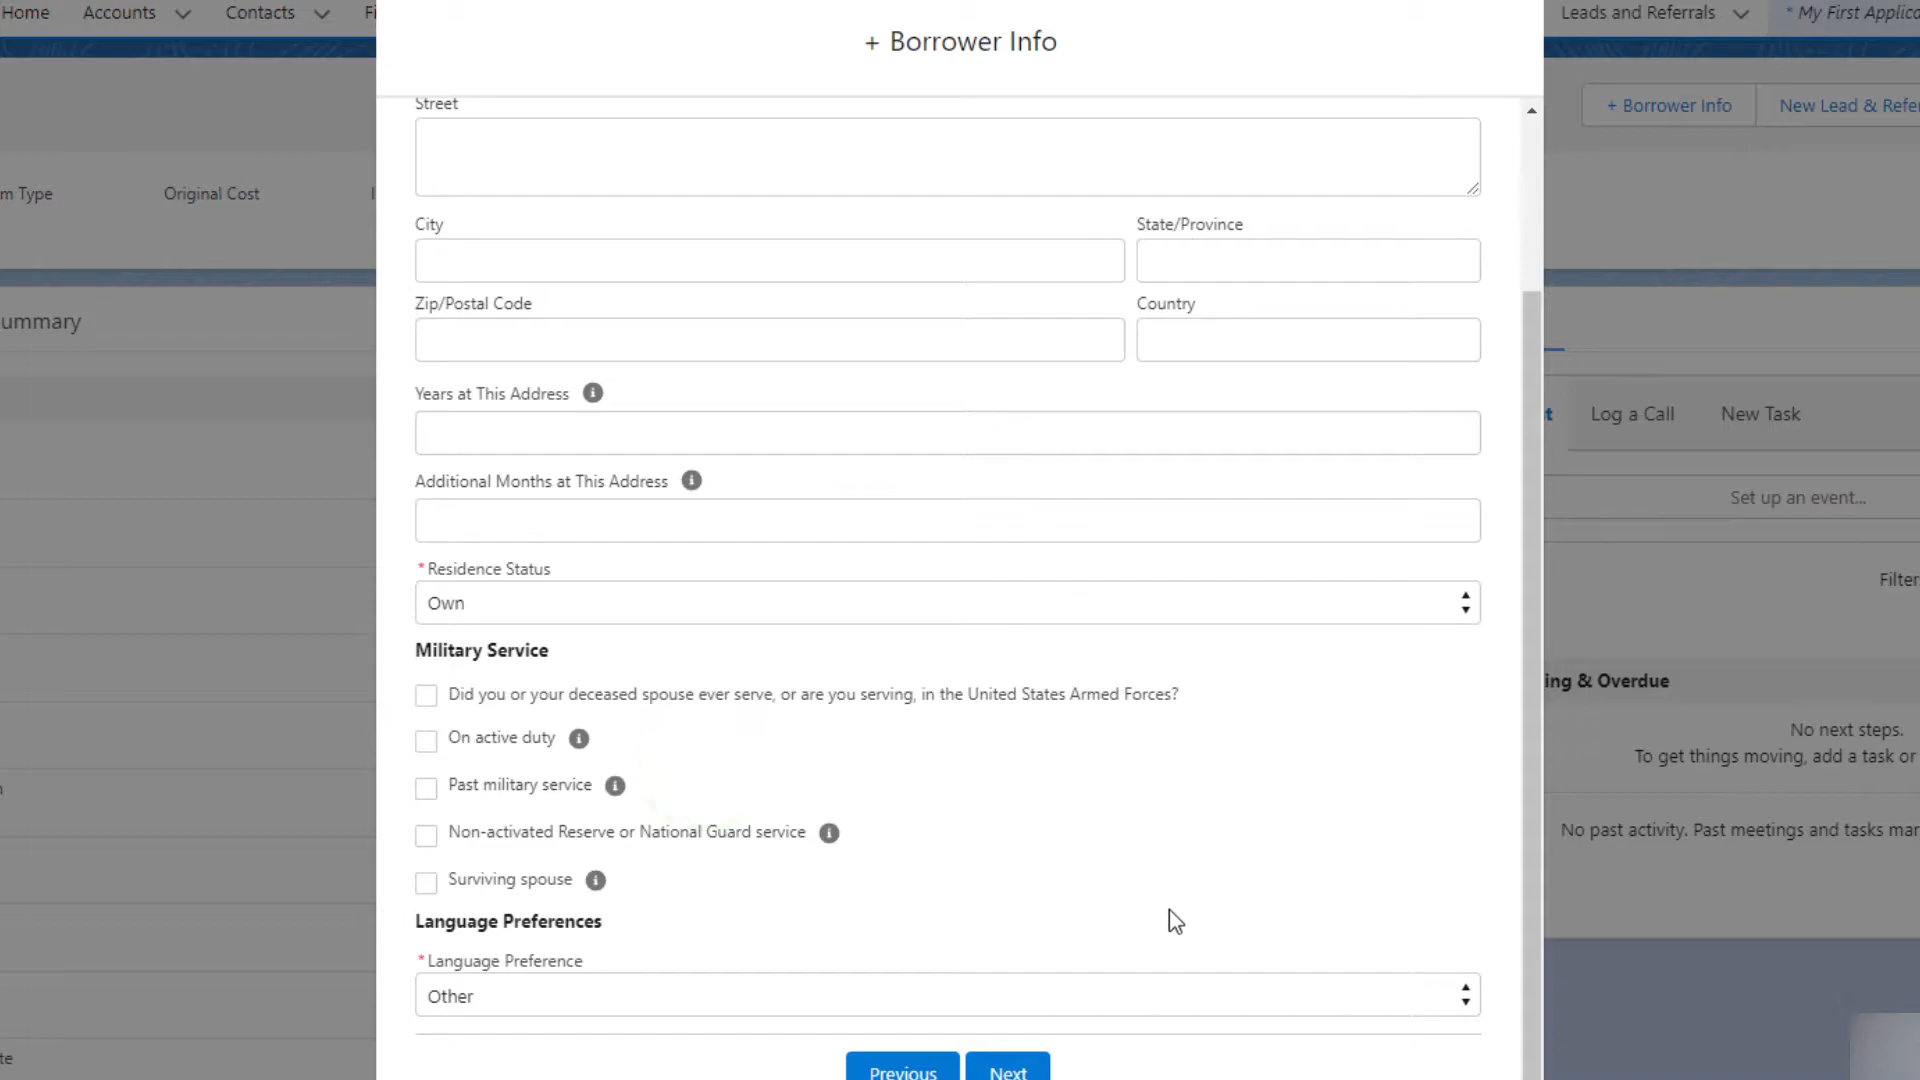 Home Accounts Contacts Fi
Leads and Referrals * My First Applica
+ Borrower Info
+ Borrower Info New Lead & Refe
m Type Original Cost
ummary
Street
City State/Province
Zip/Postal Code Country
Years at This Address
Additional Months at This Address
* Residence Status
Own
Military Service
Did you or your deceased spouse ever serve, or are you serving, in the United States Armed Forces?
On active duty
Past military service
Non-activated Reserve or National Guard service
Surviving spouse
Language Preferences
* Language Preference
Other
Previous Next
t Log a Call New Task
Set up an event...
Filter
ing & Overdue
No next steps.
To get things moving, add a task or
No past activity. Past meetings and tasks mar
te